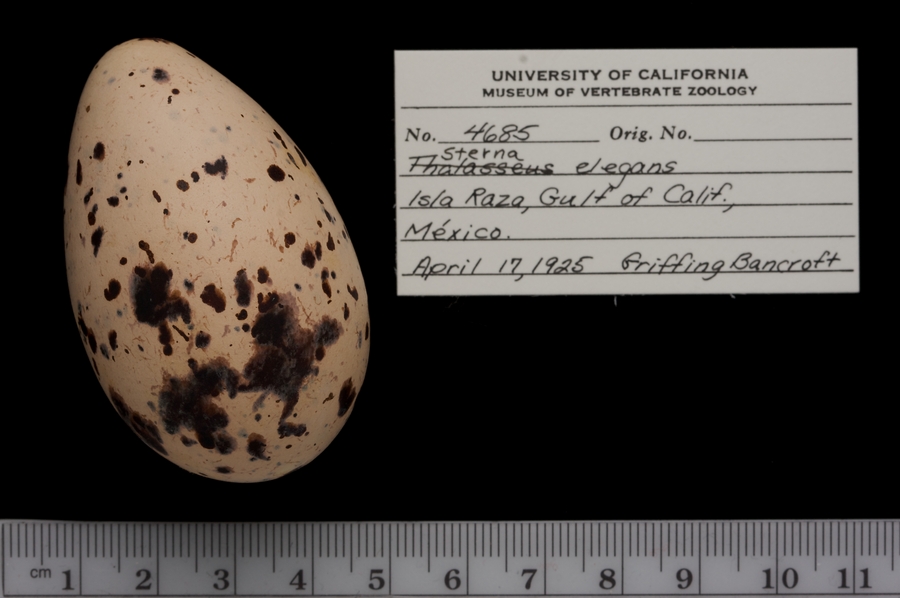 UNIVERSITY OF CALIFORNIA
MUSEUM OF VERTEBRATE ZOOLOGY
No. 4685 Orig. No.
Sterna
Thalasseus elegans
Isla Raza, Gulf of Calif.,
México.
April 17, 1925 Griffing Bancroft
cm 1 2 3 4 5 6 7 8 9 10 11